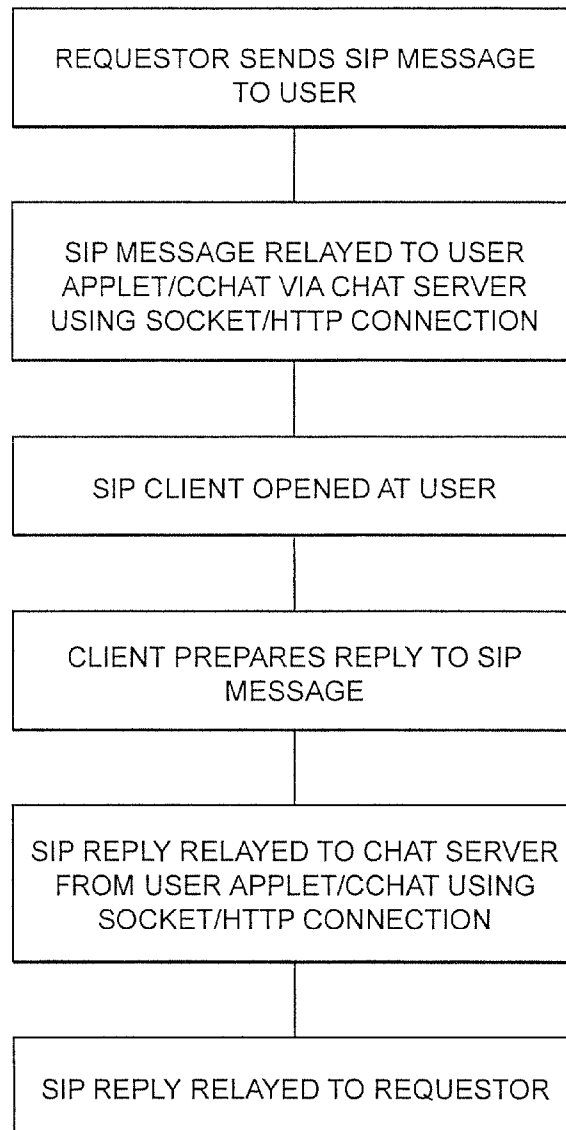 REQUESTOR SENDS SIP MESSAGE
TO USER
SIP MESSAGE RELAYED TO USER
APPLET/CCHAT VIA CHAT SERVER
USING SOCKET/HTTP CONNECTION
SIP CLIENT OPENED AT USER
CLIENT PREPARES REPLY TO SIP
MESSAGE
SIP REPLY RELAYED TO CHAT SERVER
FROM USER APPLET/CCHAT USING
SOCKET/HTTP CONNECTION
SIP REPLY RELAYED TO REQUESTOR